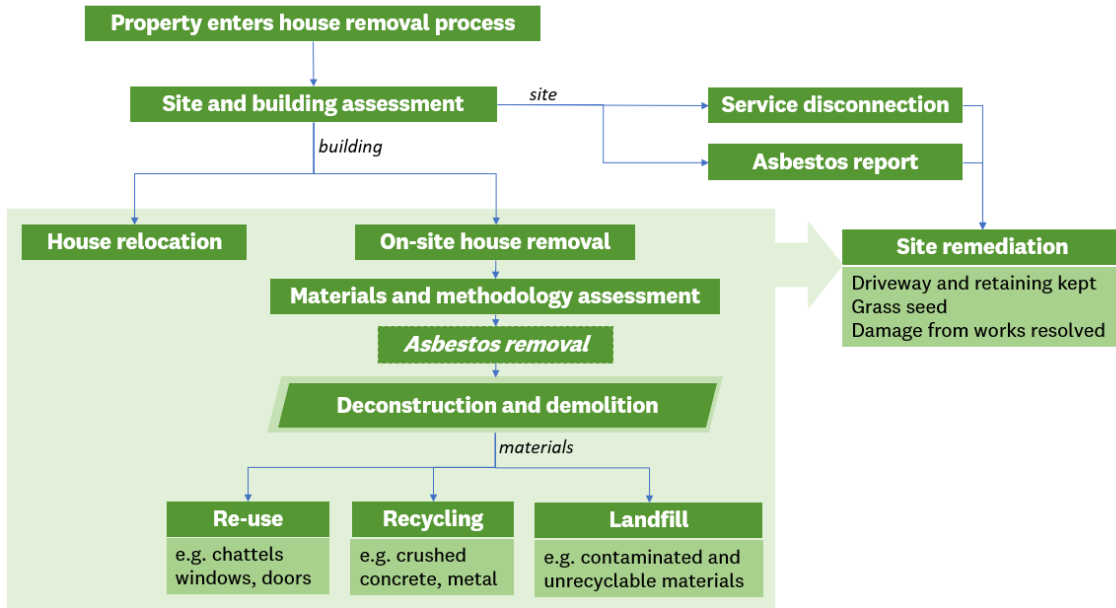 Property enters house removal process
Site and building assessment
site
Service disconnection
building
Asbestos report
House relocation
On-site house removal
Site remediation
Driveway and retaining kept
Grass seed
Damage from works resolved
Materials and methodology assessment
Asbestos removal
Deconstruction and demolition
materials
Re-use
e.g. chattels
windows, doors
Recycling
e.g. crushed
concrete, metal
Landfill
e.g. contaminated and
unrecyclable materials